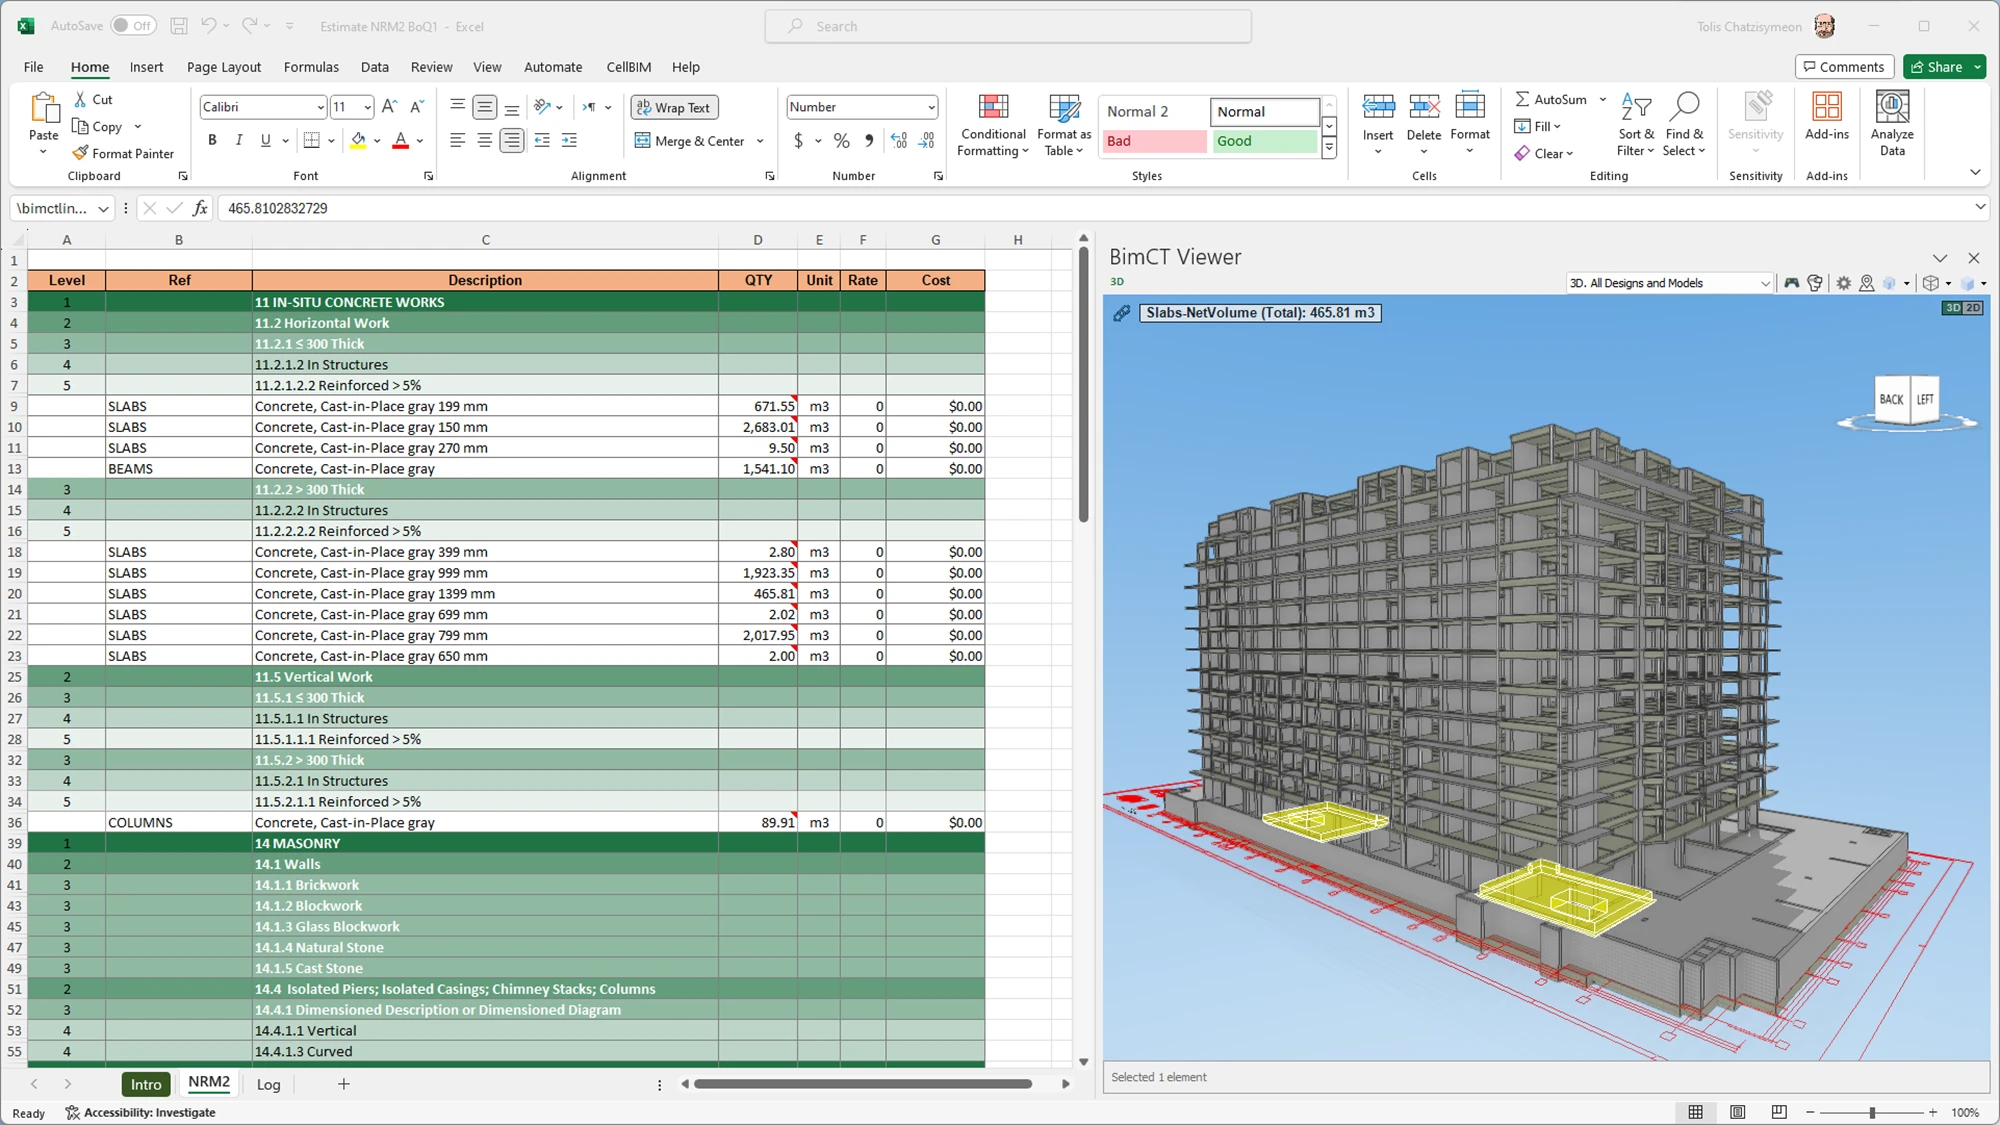 AutoSave Off Estimate NRM2 BoQ1 - Excel Search Tolis Chatzisymeon
File Home Insert Page Layout Formulas Data Review View Automate CellBIM Help Comments Share
Paste Cut Copy Format Painter Clipboard
Calibri 11 B I U A Font
Wrap Text Merge & Center Alignment
Number $ % Number
Conditional Formatting Format as Table Normal 2 Normal Bad Good Styles
Insert Delete Format Cells
AutoSum Fill Clear Sort & Filter Find & Select Editing
Sensitivity Sensitivity Add-ins Add-ins Analyze Data
\bimctlin... fx 465.8102832729
A B C D E F G H
1
2 Level Ref Description QTY Unit Rate Cost
3 1 11 IN-SITU CONCRETE WORKS
4 2 11.2 Horizontal Work
5 3 11.2.1 ≤ 300 Thick
6 4 11.2.1.2 In Structures
7 5 11.2.1.2.2 Reinforced > 5%
9 SLABS Concrete, Cast-in-Place gray 199 mm 671.55 m3 0 $0.00
10 SLABS Concrete, Cast-in-Place gray 150 mm 2,683.01 m3 0 $0.00
11 SLABS Concrete, Cast-in-Place gray 270 mm 9.50 m3 0 $0.00
13 BEAMS Concrete, Cast-in-Place gray 1,541.10 m3 0 $0.00
14 3 11.2.2 > 300 Thick
15 4 11.2.2.2 In Structures
16 5 11.2.2.2.2 Reinforced > 5%
18 SLABS Concrete, Cast-in-Place gray 399 mm 2.80 m3 0 $0.00
19 SLABS Concrete, Cast-in-Place gray 999 mm 1,923.35 m3 0 $0.00
20 SLABS Concrete, Cast-in-Place gray 1399 mm 465.81 m3 0 $0.00
21 SLABS Concrete, Cast-in-Place gray 699 mm 2.02 m3 0 $0.00
22 SLABS Concrete, Cast-in-Place gray 799 mm 2,017.95 m3 0 $0.00
23 SLABS Concrete, Cast-in-Place gray 650 mm 2.00 m3 0 $0.00
25 2 11.5 Vertical Work
26 3 11.5.1 ≤ 300 Thick
27 4 11.5.1.1 In Structures
28 5 11.5.1.1.1 Reinforced > 5%
32 3 11.5.2 > 300 Thick
33 4 11.5.2.1 In Structures
34 5 11.5.2.1.1 Reinforced > 5%
36 COLUMNS Concrete, Cast-in-Place gray 89.91 m3 0 $0.00
39 1 14 MASONRY
40 2 14.1 Walls
41 3 14.1.1 Brickwork
43 3 14.1.2 Blockwork
45 3 14.1.3 Glass Blockwork
47 3 14.1.4 Natural Stone
49 3 14.1.5 Cast Stone
51 2 14.4 Isolated Piers; Isolated Casings; Chimney Stacks; Columns
52 3 14.4.1 Dimensioned Description or Dimensioned Diagram
53 4 14.4.1.1 Vertical
55 4 14.4.1.3 Curved
BimCT Viewer
3D 3D. All Designs and Models
Slabs-NetVolume (Total): 465.81 m3 3D 2D
BACK LEFT
Selected 1 element
Intro NRM2 Log
Ready Accessibility: Investigate 100%